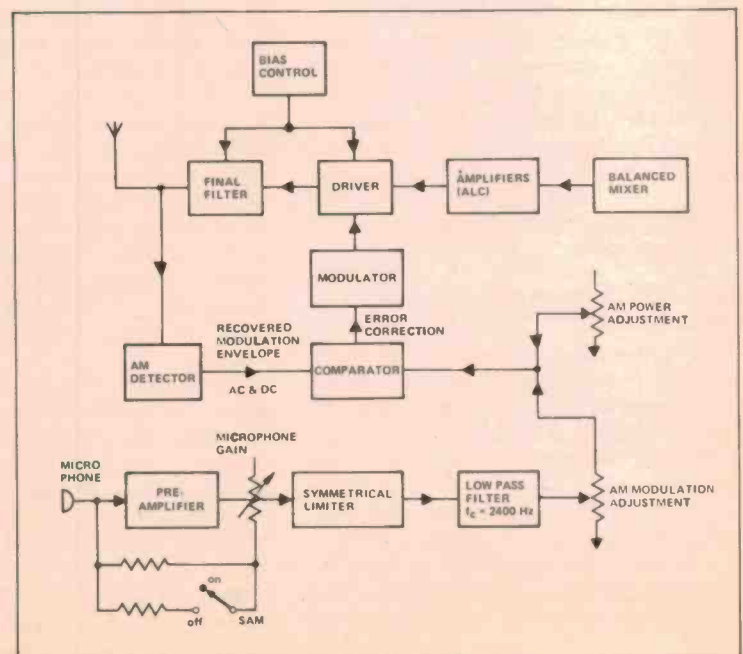 BIAS
CONTROL
FINAL
FILTER
DRIVER
AMPLIFIERS
(ALC)
BALANCED
MIXER
MODULATOR
ERROR
CORRECTION
AM POWER
ADJUSTMENT
RECOVERED
MODULATION
ENVELOPE
AM
DETECTOR
AC & DC
COMPARATOR
MICROPHONE
GAIN
MICRO
PHONE
PRE-
AMPLIFIER
SYMMETRICAL
LIMITER
LOW PASS
FILTER
fc = 2400 Hz
AM MODULATION
ADJUSTMENT
on
off
SAM